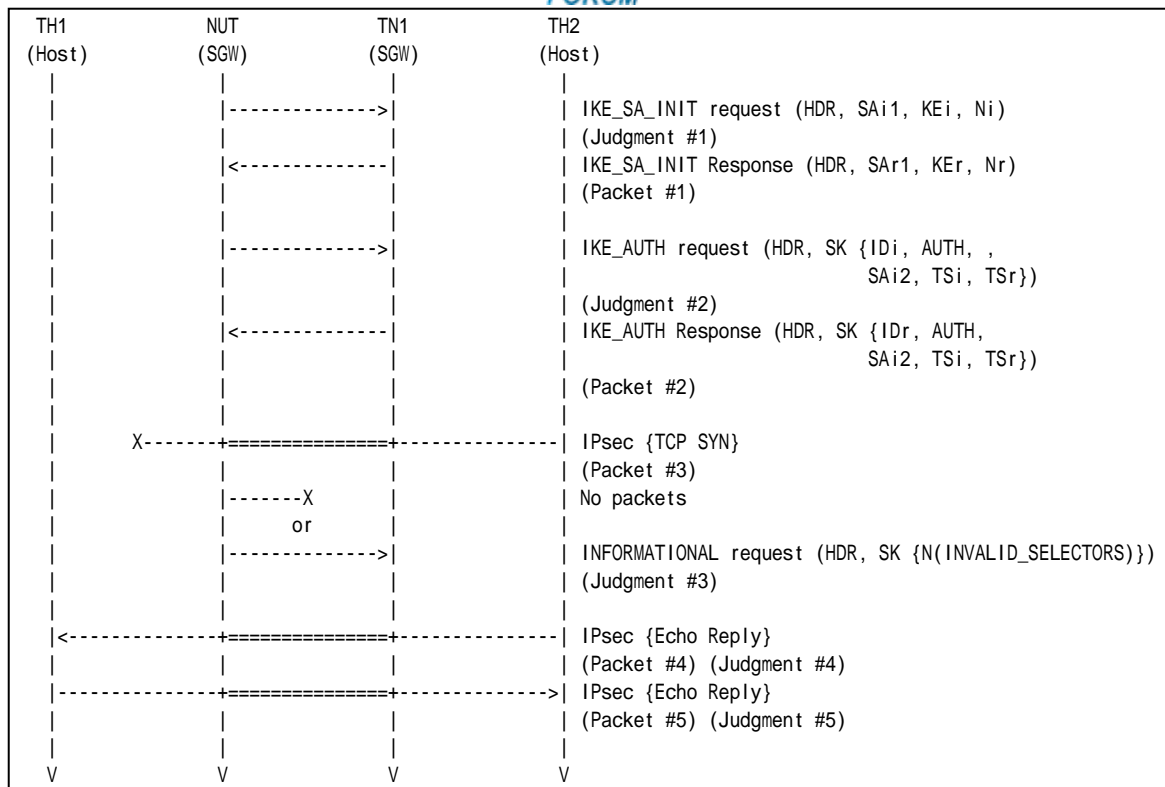 FORUM
TH1 NUT TN1 TH2
(Host) (SGW) (SGW) (Host)
| | | |
| |-------------->| | IKE_SA_INIT request (HDR, SAi1, KEi, Ni)
| | | | (Judgment #1)
| |<--------------| | IKE_SA_INIT Response (HDR, SAr1, KEr, Nr)
| | | | (Packet #1)
| | | |
| |-------------->| | IKE_AUTH request (HDR, SK {IDi, AUTH, ,
| | | | SAi2, TSi, TSr})
| | | | (Judgment #2)
| |<--------------| | IKE_AUTH Response (HDR, SK {IDr, AUTH,
| | | | SAi2, TSi, TSr})
| | | | (Packet #2)
| | | |
| X-------+===============+--------------| IPsec {TCP SYN}
| | | | (Packet #3)
| |-------X | | No packets
| | or | |
| |-------------->| | INFORMATIONAL request (HDR, SK {N(INVALID_SELECTORS)})
| | | | (Judgment #3)
| | | |
|<--------------+===============+--------------| IPsec {Echo Reply}
| | | | (Packet #4) (Judgment #4)
|---------------+===============+------------->| IPsec {Echo Reply}
| | | | (Packet #5) (Judgment #5)
| | | |
V V V V